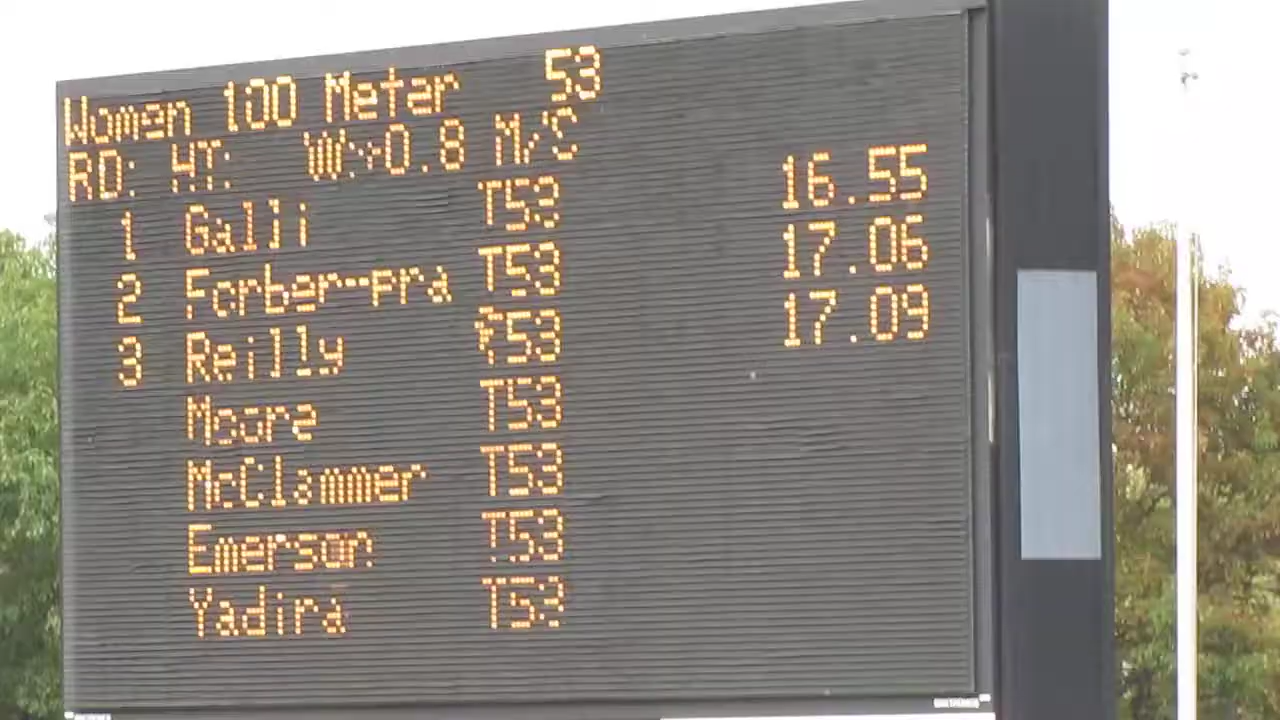 Women 100 Meter 53
RD: HT: W:+0.8 M/S
1 Galli T53 16.55
2 Forber-pra T53 17.06
3 Reilly T53 17.09
Moore T53
McClammer T53
Emerson T53
Yadira T53